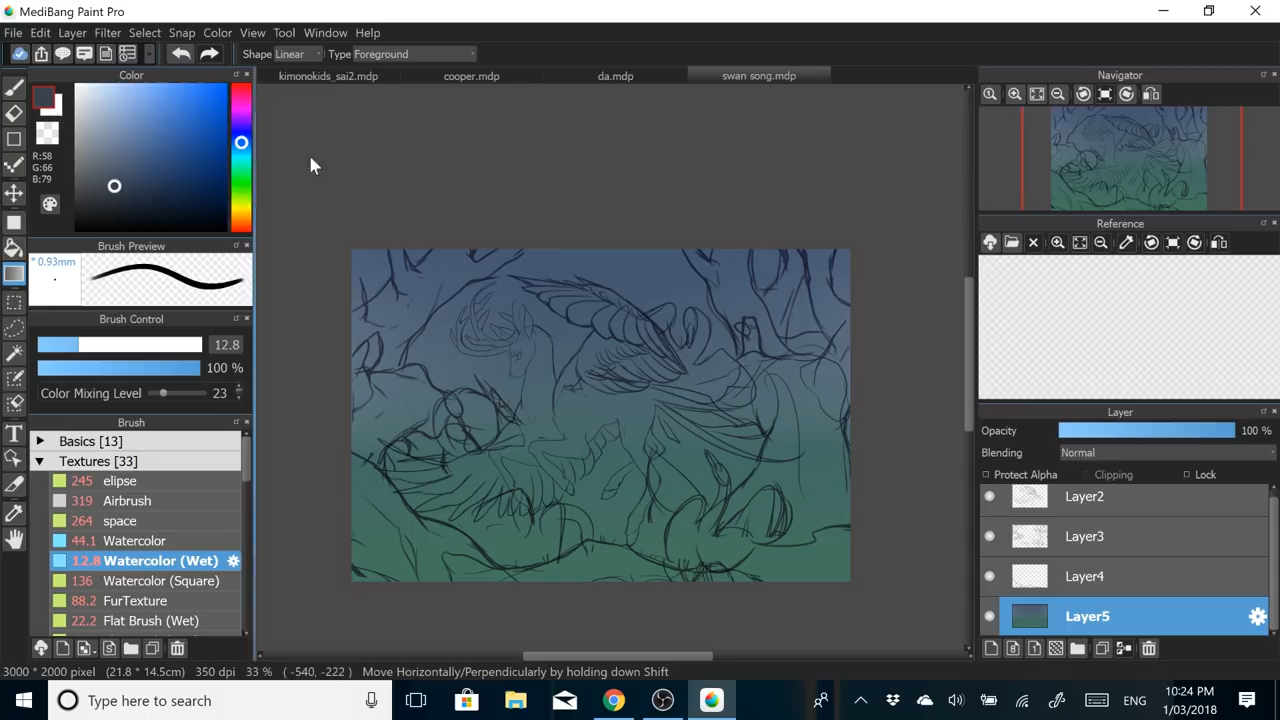 MediBang Paint Pro
File Edit Layer Filter Select Snap Color View Tool Window Help
Shape Linear Type Foreground
Color
kimonokids_sai2.mdp cooper.mdp da.mdp swan song.mdp
Navigator
R:58
G:66
B:79
Brush Preview
* 0.93mm
Reference
Brush Control
12.8
100 %
Color Mixing Level 23
Brush
Basics [13]
Textures [33]
245 elipse
319 Airbrush
264 space
44.1 Watercolor
12.8 Watercolor (Wet)
136 Watercolor (Square)
88.2 FurTexture
22.2 Flat Brush (Wet)
Layer
Opacity 100 %
Blending Normal
Protect Alpha Clipping Lock
Layer2
Layer3
Layer4
Layer5
3000 * 2000 pixel (21.8 * 14.5cm) 350 dpi 33 % ( -540, -222 ) Move Horizontally/Perpendicularly by holding down Shift
Type here to search
ENG
10:24 PM
1/03/2018